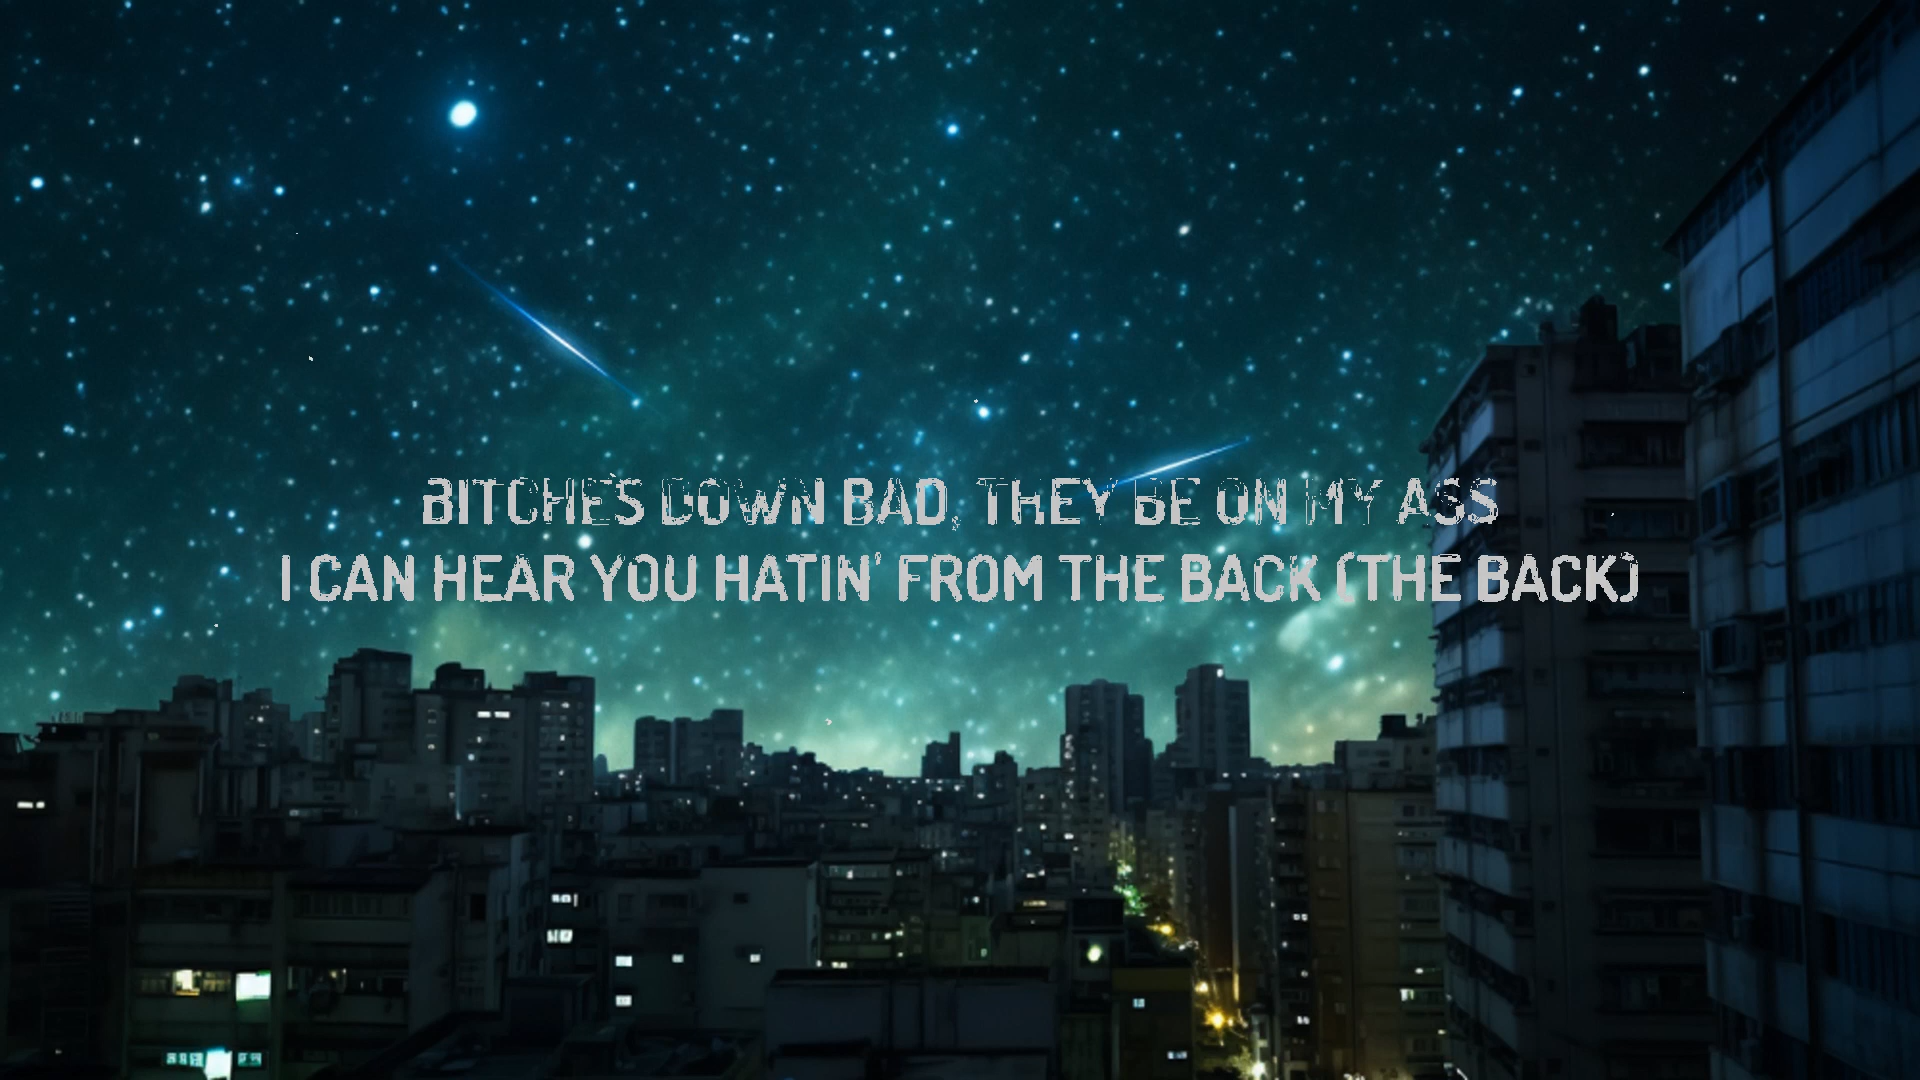 BITCHES DOWN BAD, THEY BE ON MY ASS
I CAN HEAR YOU HATIN' FROM THE BACK (THE BACK)